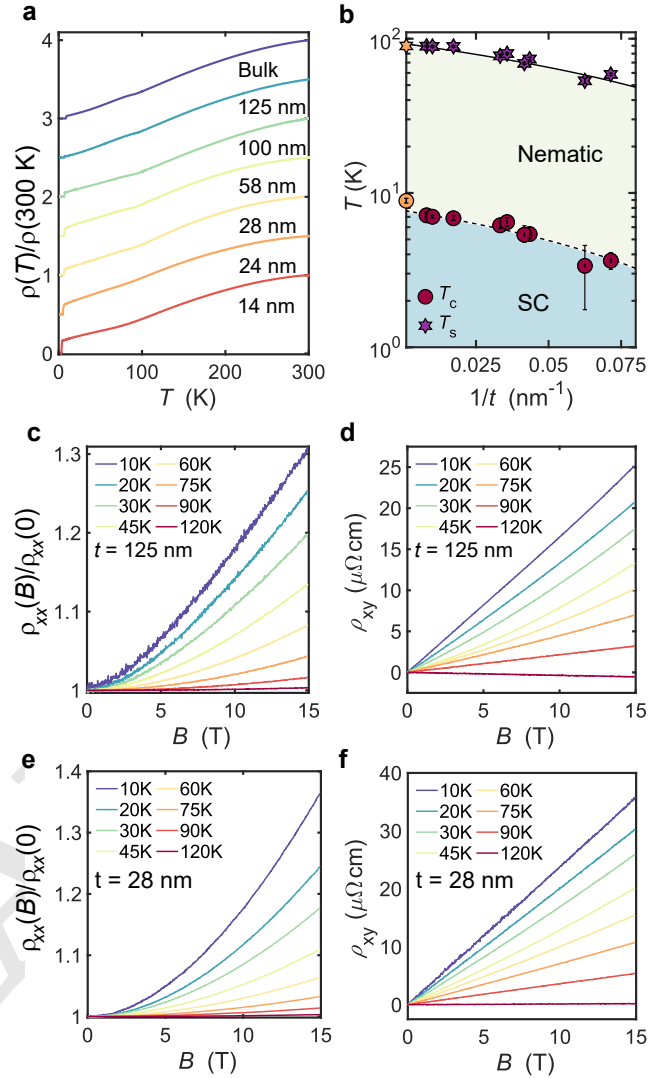 a
4
3
2
1
0
ρ(T)/ρ(300 K)
Bulk
125 nm
100 nm
58 nm
28 nm
24 nm
14 nm
0
100
200
300
T (K)
b
10²
10¹
10⁰
T (K)
Nematic
SC
T_c
T_s
0.025
0.05
0.075
1/t (nm⁻¹)
c
1.3
1.2
1.1
1
ρ_xx(B)/ρ_xx(0)
10K 60K
20K 75K
30K 90K
45K 120K
t = 125 nm
0
5
10
15
B (T)
d
25
20
15
10
5
0
ρ_xy (μΩcm)
10K 60K
20K 75K
30K 90K
45K 120K
t = 125 nm
5
10
15
B (T)
e
1.4
1.3
1.2
1.1
1
ρ_xx(B)/ρ_xx(0)
10K 60K
20K 75K
30K 90K
45K 120K
t = 28 nm
0
5
10
15
B (T)
f
40
30
20
10
0
ρ_xy (μΩcm)
10K 60K
20K 75K
30K 90K
45K 120K
t = 28 nm
5
10
15
B (T)